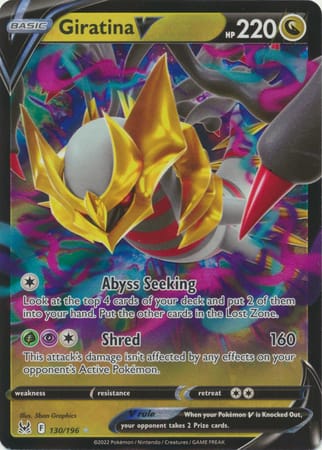 BASIC Giratina V HP 220
Abyss Seeking
Look at the top 4 cards of your deck and put 2 of them
into your hand. Put the other cards in the Lost Zone.
Shred 160
This attack's damage isn't affected by any effects on your
opponent's Active Pokémon.
weakness resistance retreat
V rule When your Pokémon V is Knocked Out,
your opponent takes 2 Prize cards.
Illus. 5ban Graphics
F 130/196
©2022 Pokémon / Nintendo / Creatures / GAME FREAK